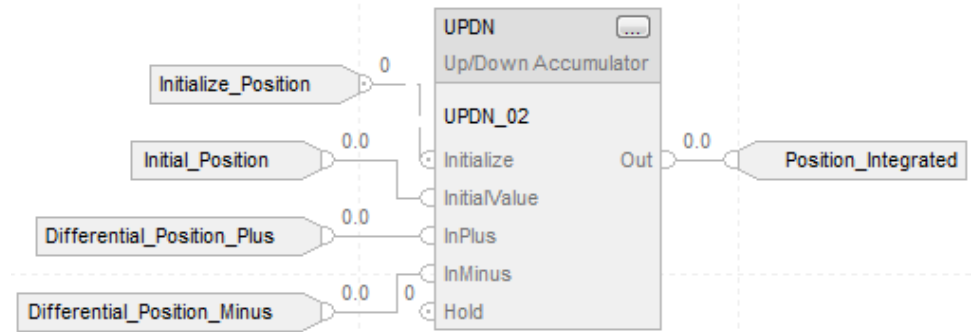 UPDN ...
Up/Down Accumulator
UPDN_02
Initialize_Position 0
Initialize Out 0.0 Position_Integrated
Initial_Position 0.0
InitialValue
Differential_Position_Plus 0.0
InPlus
InMinus
Differential_Position_Minus 0.0 0
Hold